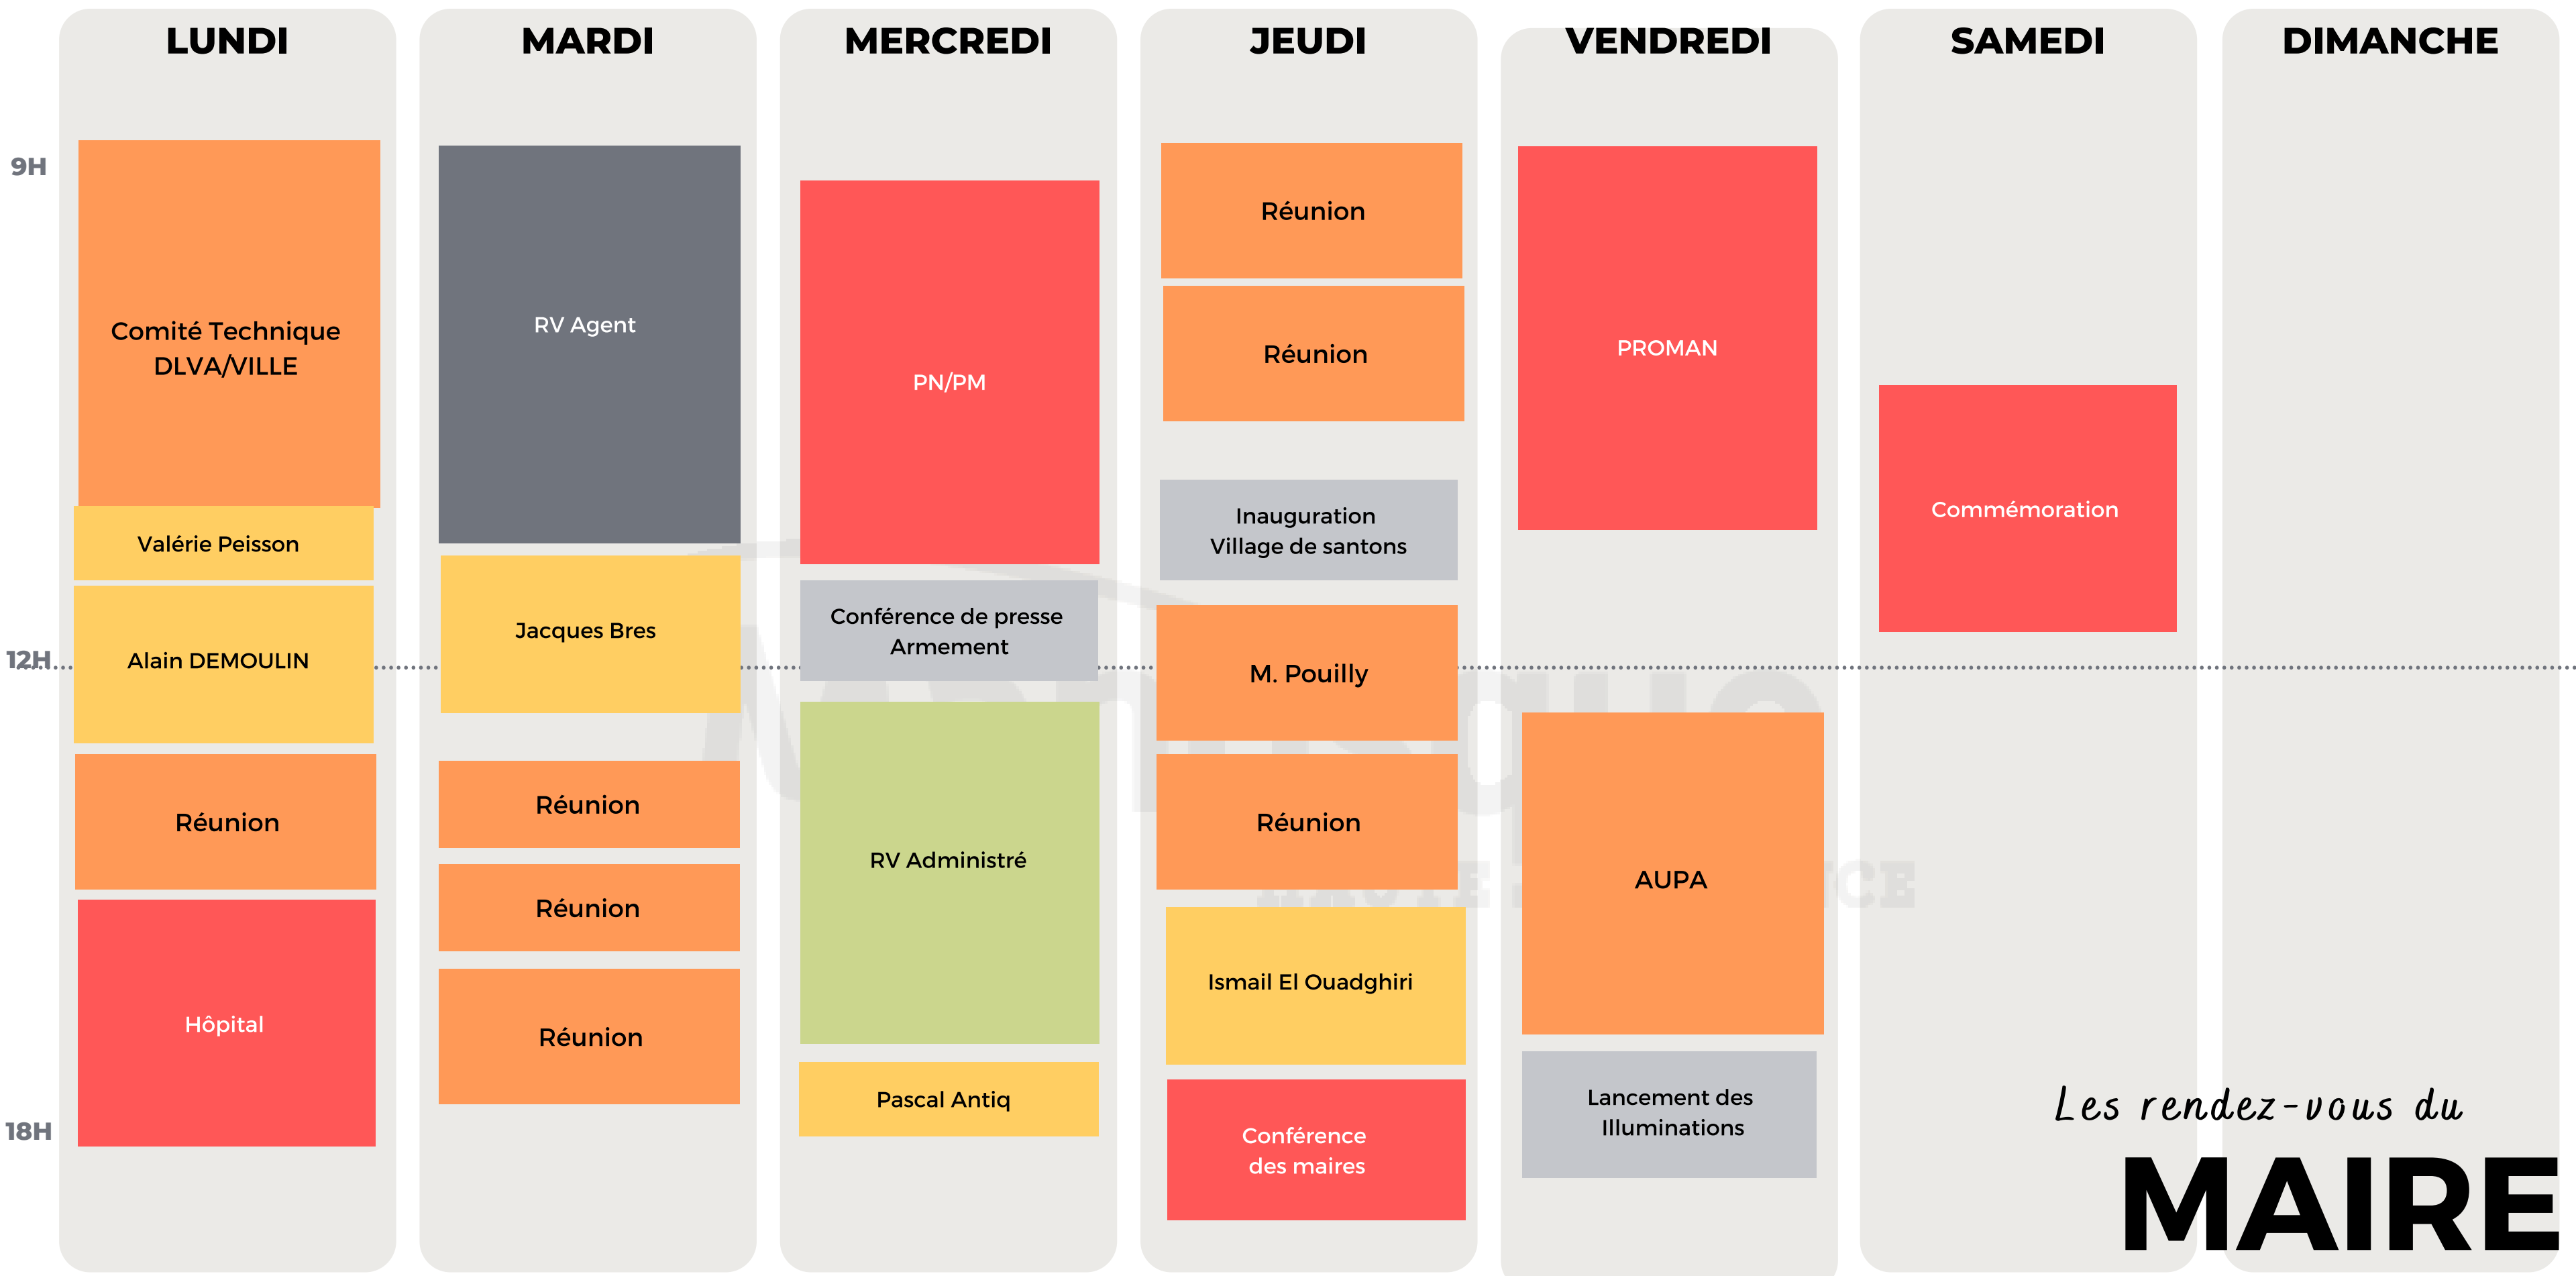 LUNDI
MARDI
MERCREDI
JEUDI
VENDREDI
SAMEDI
DIMANCHE
9H
12H
18H
Comité Technique
DLVA/VILLE
Valérie Peisson
Alain DEMOULIN
Réunion
Hôpital
RV Agent
Jacques Bres
Réunion
Réunion
Réunion
PN/PM
Conférence de presse
Armement
RV Administré
Pascal Antiq
Réunion
Réunion
Inauguration
Village de santons
M. Pouilly
Réunion
Ismail El Ouadghiri
Conférence
des maires
PROMAN
AUPA
Lancement des
Illuminations
Commémoration
Les rendez-vous du
MAIRE